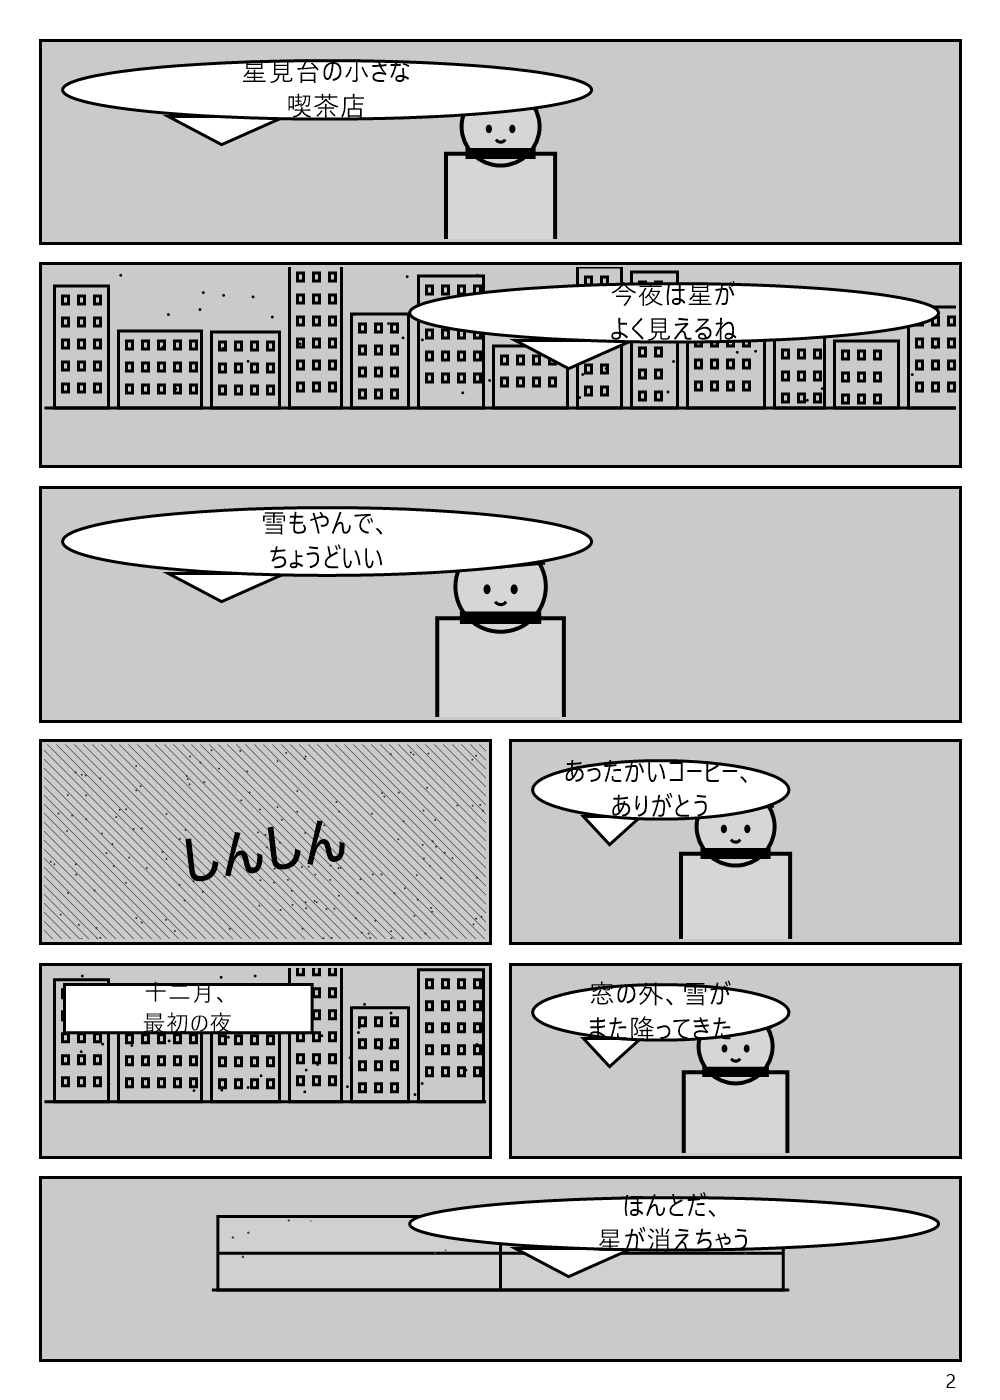 星見台の小さな
喫茶店
今夜は星が
よく見えるね
雪もやんで、
ちょうどいい
しんしん
あったかいコーヒー、
ありがとう
十二月、
最初の夜
窓の外、雪が
また降ってきた
ほんとだ、
星が消えちゃう
2